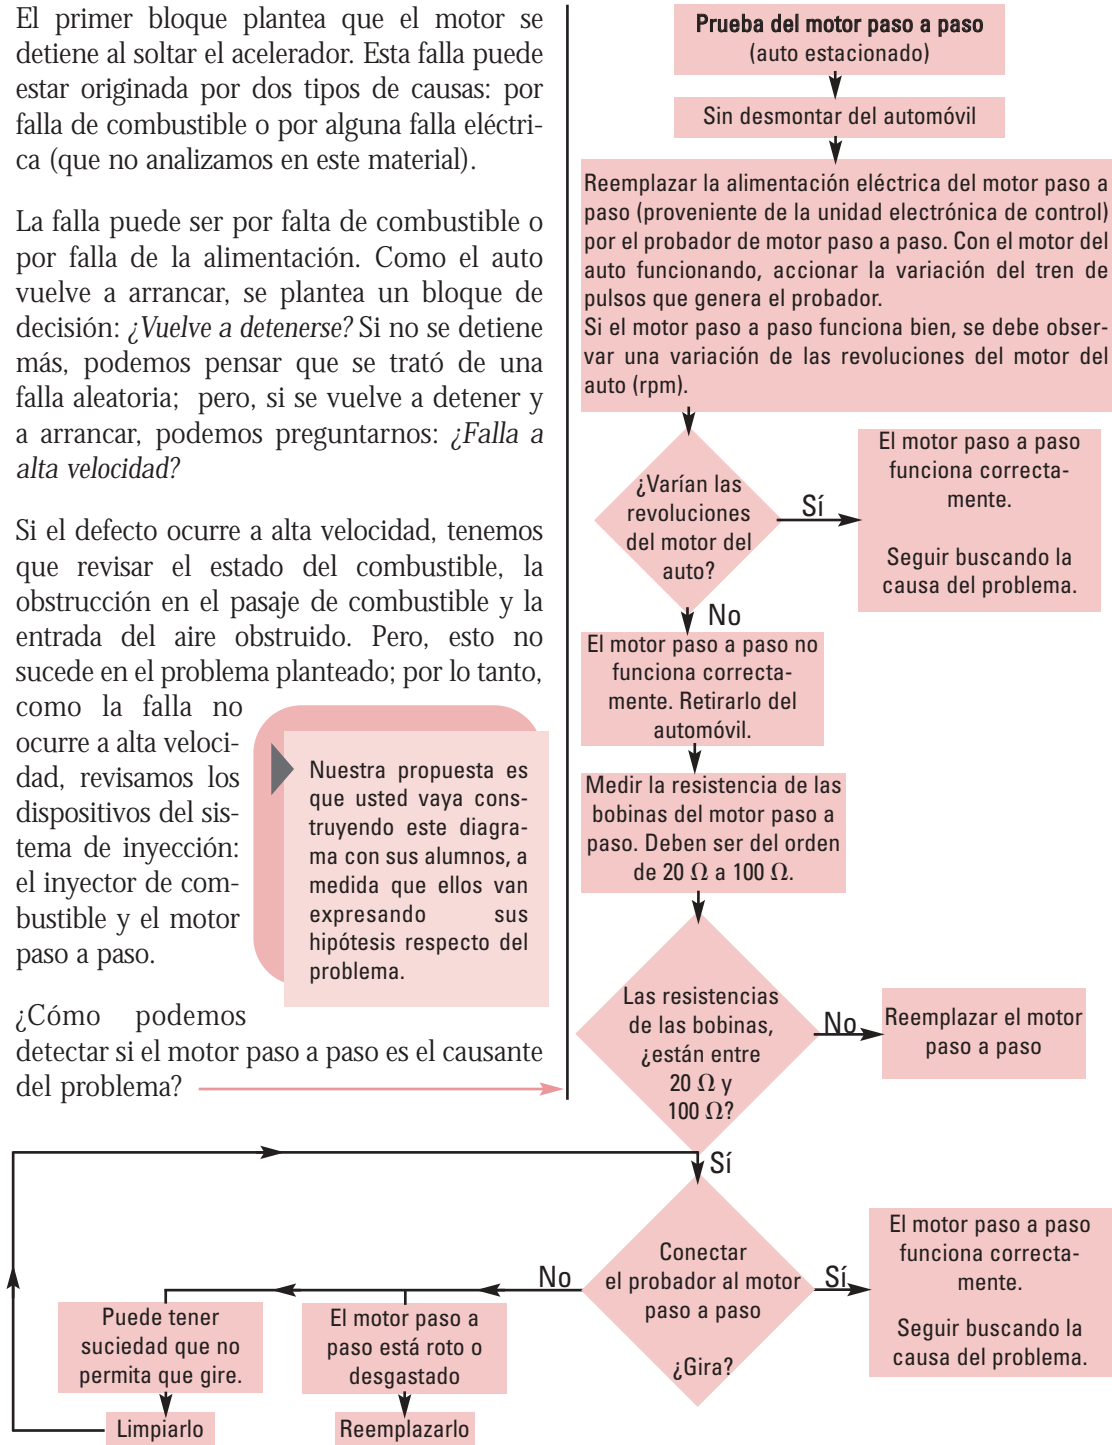 El primer bloque plantea que el motor se
detiene al soltar el acelerador. Esta falla puede
estar originada por dos tipos de causas: por
falla de combustible o por alguna falla eléctri-
ca (que no analizamos en este material).
La falla puede ser por falta de combustible o
por falla de la alimentación. Como el auto
vuelve a arrancar, se plantea un bloque de
decisión: ¿Vuelve a detenerse? Si no se detiene
más, podemos pensar que se trató de una
falla aleatoria; pero, si se vuelve a detener y
a arrancar, podemos preguntarnos: ¿Falla a
alta velocidad?
Si el defecto ocurre a alta velocidad, tenemos
que revisar el estado del combustible, la
obstrucción en el pasaje de combustible y la
entrada del aire obstruido. Pero, esto no
sucede en el problema planteado; por lo tanto,
como la falla no
ocurre a alta veloci-
dad, revisamos los
dispositivos del sis-
tema de inyección:
el inyector de com-
bustible y el motor
paso a paso.
Nuestra propuesta es
que usted vaya cons-
truyendo este diagra-
ma con sus alumnos, a
medida que ellos van
expresando sus
hipótesis respecto del
problema.
¿Cómo podemos
detectar si el motor paso a paso es el causante
del problema?
Prueba del motor paso a paso
(auto estacionado)
Sin desmontar del automóvil
Reemplazar la alimentación eléctrica del motor paso a
paso (proveniente de la unidad electrónica de control)
por el probador de motor paso a paso. Con el motor del
auto funcionando, accionar la variación del tren de
pulsos que genera el probador.
Si el motor paso a paso funciona bien, se debe obser-
var una variación de las revoluciones del motor del
auto (rpm).
¿Varían las
revoluciones
del motor del
auto?
Sí
El motor paso a paso
funciona correcta-
mente.
Seguir buscando la
causa del problema.
No
El motor paso a paso no
funciona correcta-
mente. Retirarlo del
automóvil.
Medir la resistencia de las
bobinas del motor paso a
paso. Deben ser del orden
de 20 Ω a 100 Ω.
Las resistencias
de las bobinas,
¿están entre
20 Ω y
100 Ω?
No
Reemplazar el motor
paso a paso
Sí
Conectar
el probador al motor
paso a paso
¿Gira?
Sí
El motor paso a paso
funciona correcta-
mente.
Seguir buscando la
causa del problema.
No
Puede tener
suciedad que no
permita que gire.
Limpiarlo
El motor paso a
paso está roto o
desgastado
Reemplazarlo